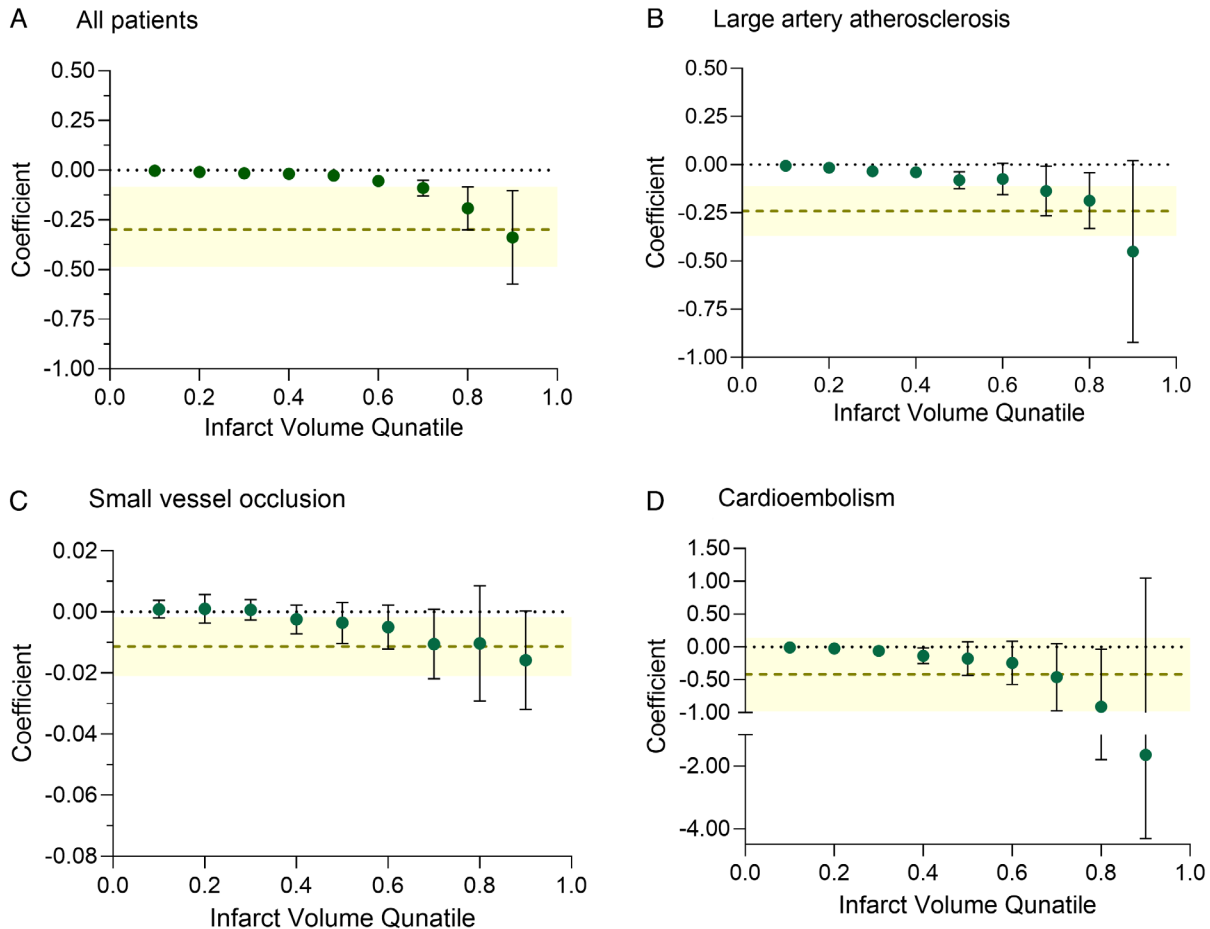 A All patients
0.50
0.25
0.00
-0.25
-0.50
-0.75
-1.00
Coefficient
0.0 0.2 0.4 0.6 0.8 1.0
Infarct Volume Qunatile
B Large artery atherosclerosis
0.50
0.25
0.00
-0.25
-0.50
-0.75
-1.00
Coefficient
0.0 0.2 0.4 0.6 0.8 1.0
Infarct Volume Qunatile
C Small vessel occlusion
0.02
0.00
-0.02
-0.04
-0.06
-0.08
Coefficient
0.0 0.2 0.4 0.6 0.8 1.0
Infarct Volume Qunatile
D Cardioembolism
1.50
1.00
0.50
0.00
-0.50
-1.00
-2.00
-4.00
Coefficient
0.0 0.2 0.4 0.6 0.8 1.0
Infarct Volume Qunatile